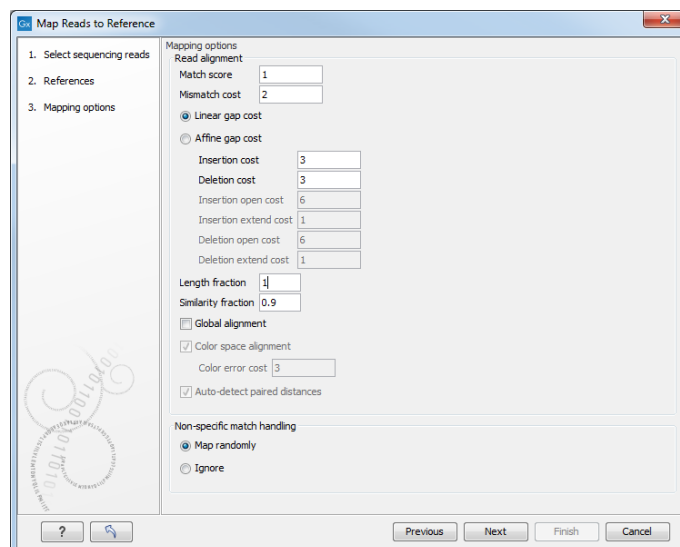 Gx Map Reads to Reference
1. Select sequencing reads
2. References
3. Mapping options
Mapping options
Read alignment
Match score 1
Mismatch cost 2
Linear gap cost
Affine gap cost
Insertion cost 3
Deletion cost 3
Insertion open cost 6
Insertion extend cost 1
Deletion open cost 6
Deletion extend cost 1
Length fraction 1
Similarity fraction 0.9
Global alignment
Color space alignment
Color error cost 3
Auto-detect paired distances
Non-specific match handling
Map randomly
Ignore
? Previous Next Finish Cancel